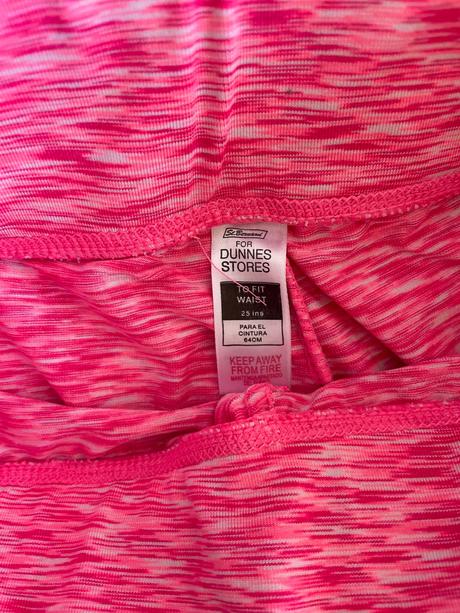 St. Bernard
FOR
DUNNES
STORES
TO FIT
WAIST
25 ins
PARA EL
CINTURA
64CM
KEEP AWAY
FROM FIRE